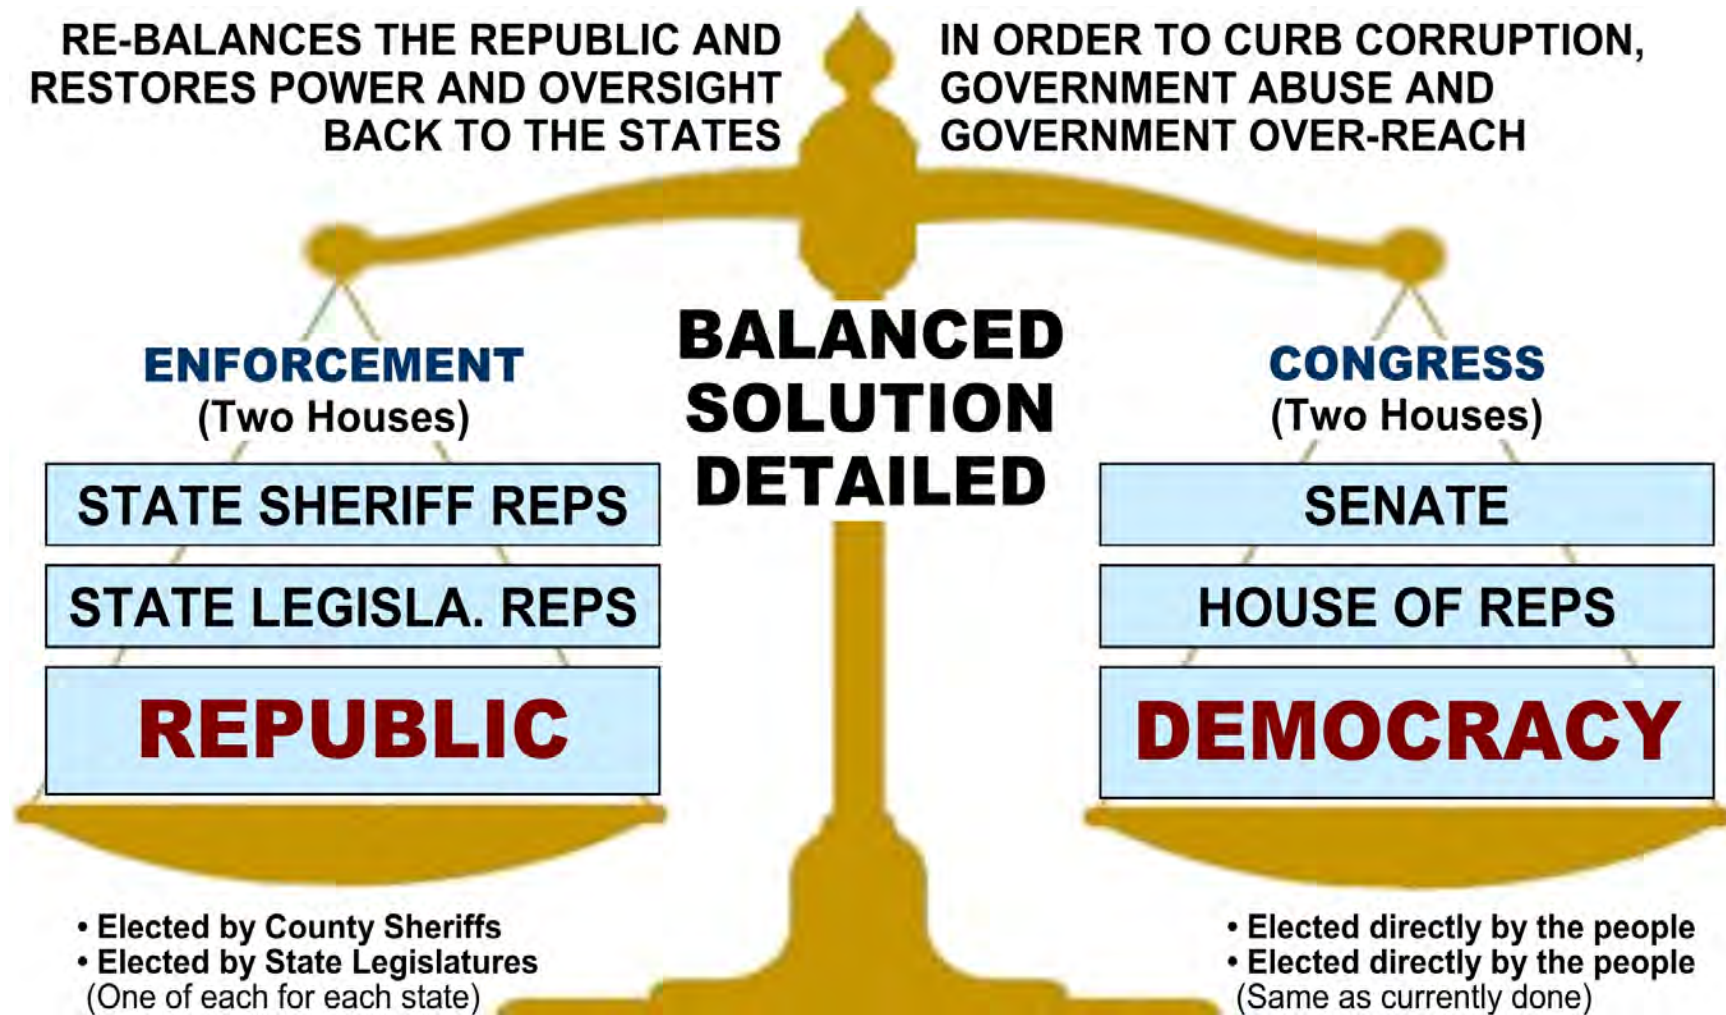 RE-BALANCES THE REPUBLIC AND
RESTORES POWER AND OVERSIGHT
BACK TO THE STATES
IN ORDER TO CURB CORRUPTION,
GOVERNMENT ABUSE AND
GOVERNMENT OVER-REACH
BALANCED
SOLUTION
DETAILED
ENFORCEMENT
(Two Houses)
STATE SHERIFF REPS
STATE LEGISLA. REPS
REPUBLIC
• Elected by County Sheriffs
• Elected by State Legislatures
(One of each for each state)
CONGRESS
(Two Houses)
SENATE
HOUSE OF REPS
DEMOCRACY
• Elected directly by the people
• Elected directly by the people
(Same as currently done)